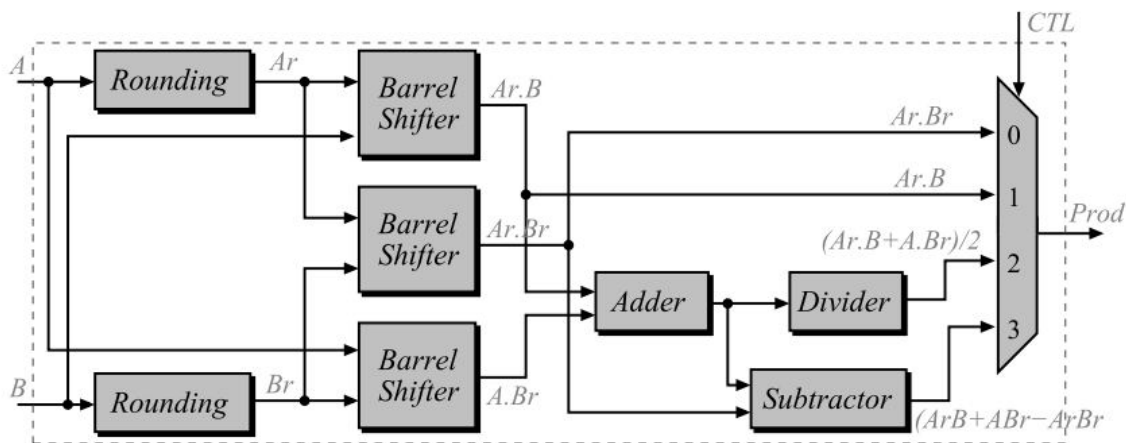 CTL
A
Rounding
Ar
Barrel
Shifter
Ar.B
Ar.Br
0
Ar.B
1
Barrel
Shifter
Ar.Br
Prod
(Ar.B+A.Br)/2
2
Adder
Divider
3
Barrel
Shifter
A.Br
B
Rounding
Br
Subtractor
(ArB+ABr−ArBr